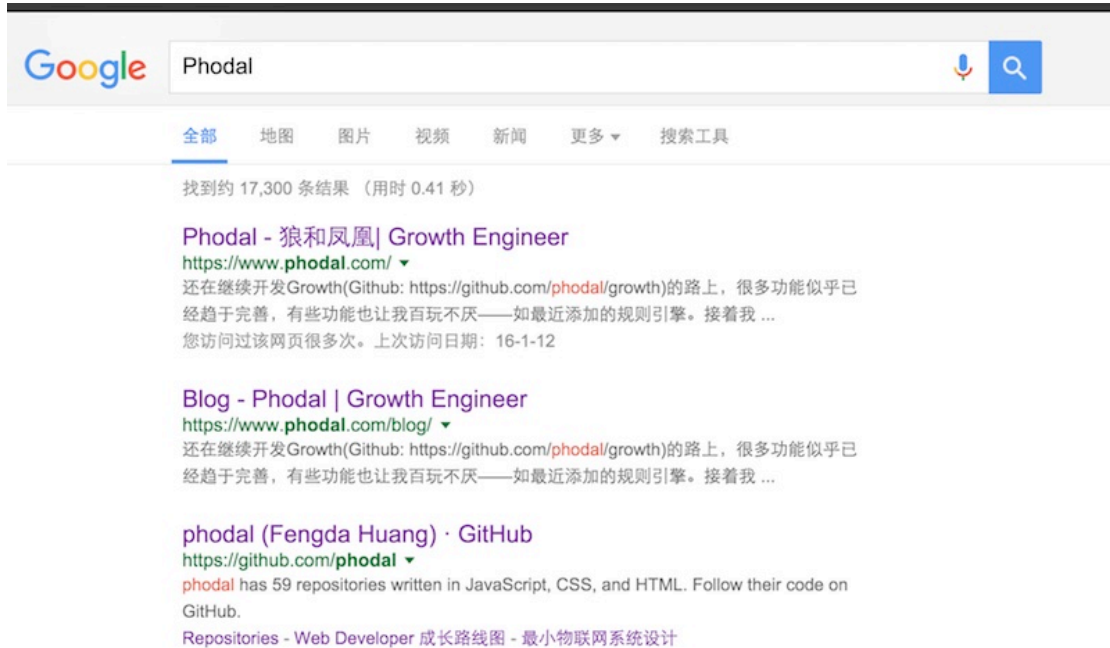 Google Phodal
全部 地图 图片 视频 新闻 更多 搜索工具
找到约 17,300 条结果 （用时 0.41 秒）
Phodal - 狼和凤凰| Growth Engineer
https://www.phodal.com/
还在继续开发Growth(Github: https://github.com/phodal/growth)的路上，很多功能似乎已
经趋于完善，有些功能也让我百玩不厌——如最近添加的规则引擎。接着我 ...
您访问过该网页很多次。上次访问日期：16-1-12
Blog - Phodal | Growth Engineer
https://www.phodal.com/blog/
还在继续开发Growth(Github: https://github.com/phodal/growth)的路上，很多功能似乎已
经趋于完善，有些功能也让我百玩不厌——如最近添加的规则引擎。接着我 ...
phodal (Fengda Huang) · GitHub
https://github.com/phodal
phodal has 59 repositories written in JavaScript, CSS, and HTML. Follow their code on
GitHub.
Repositories - Web Developer 成长路线图 - 最小物联网系统设计